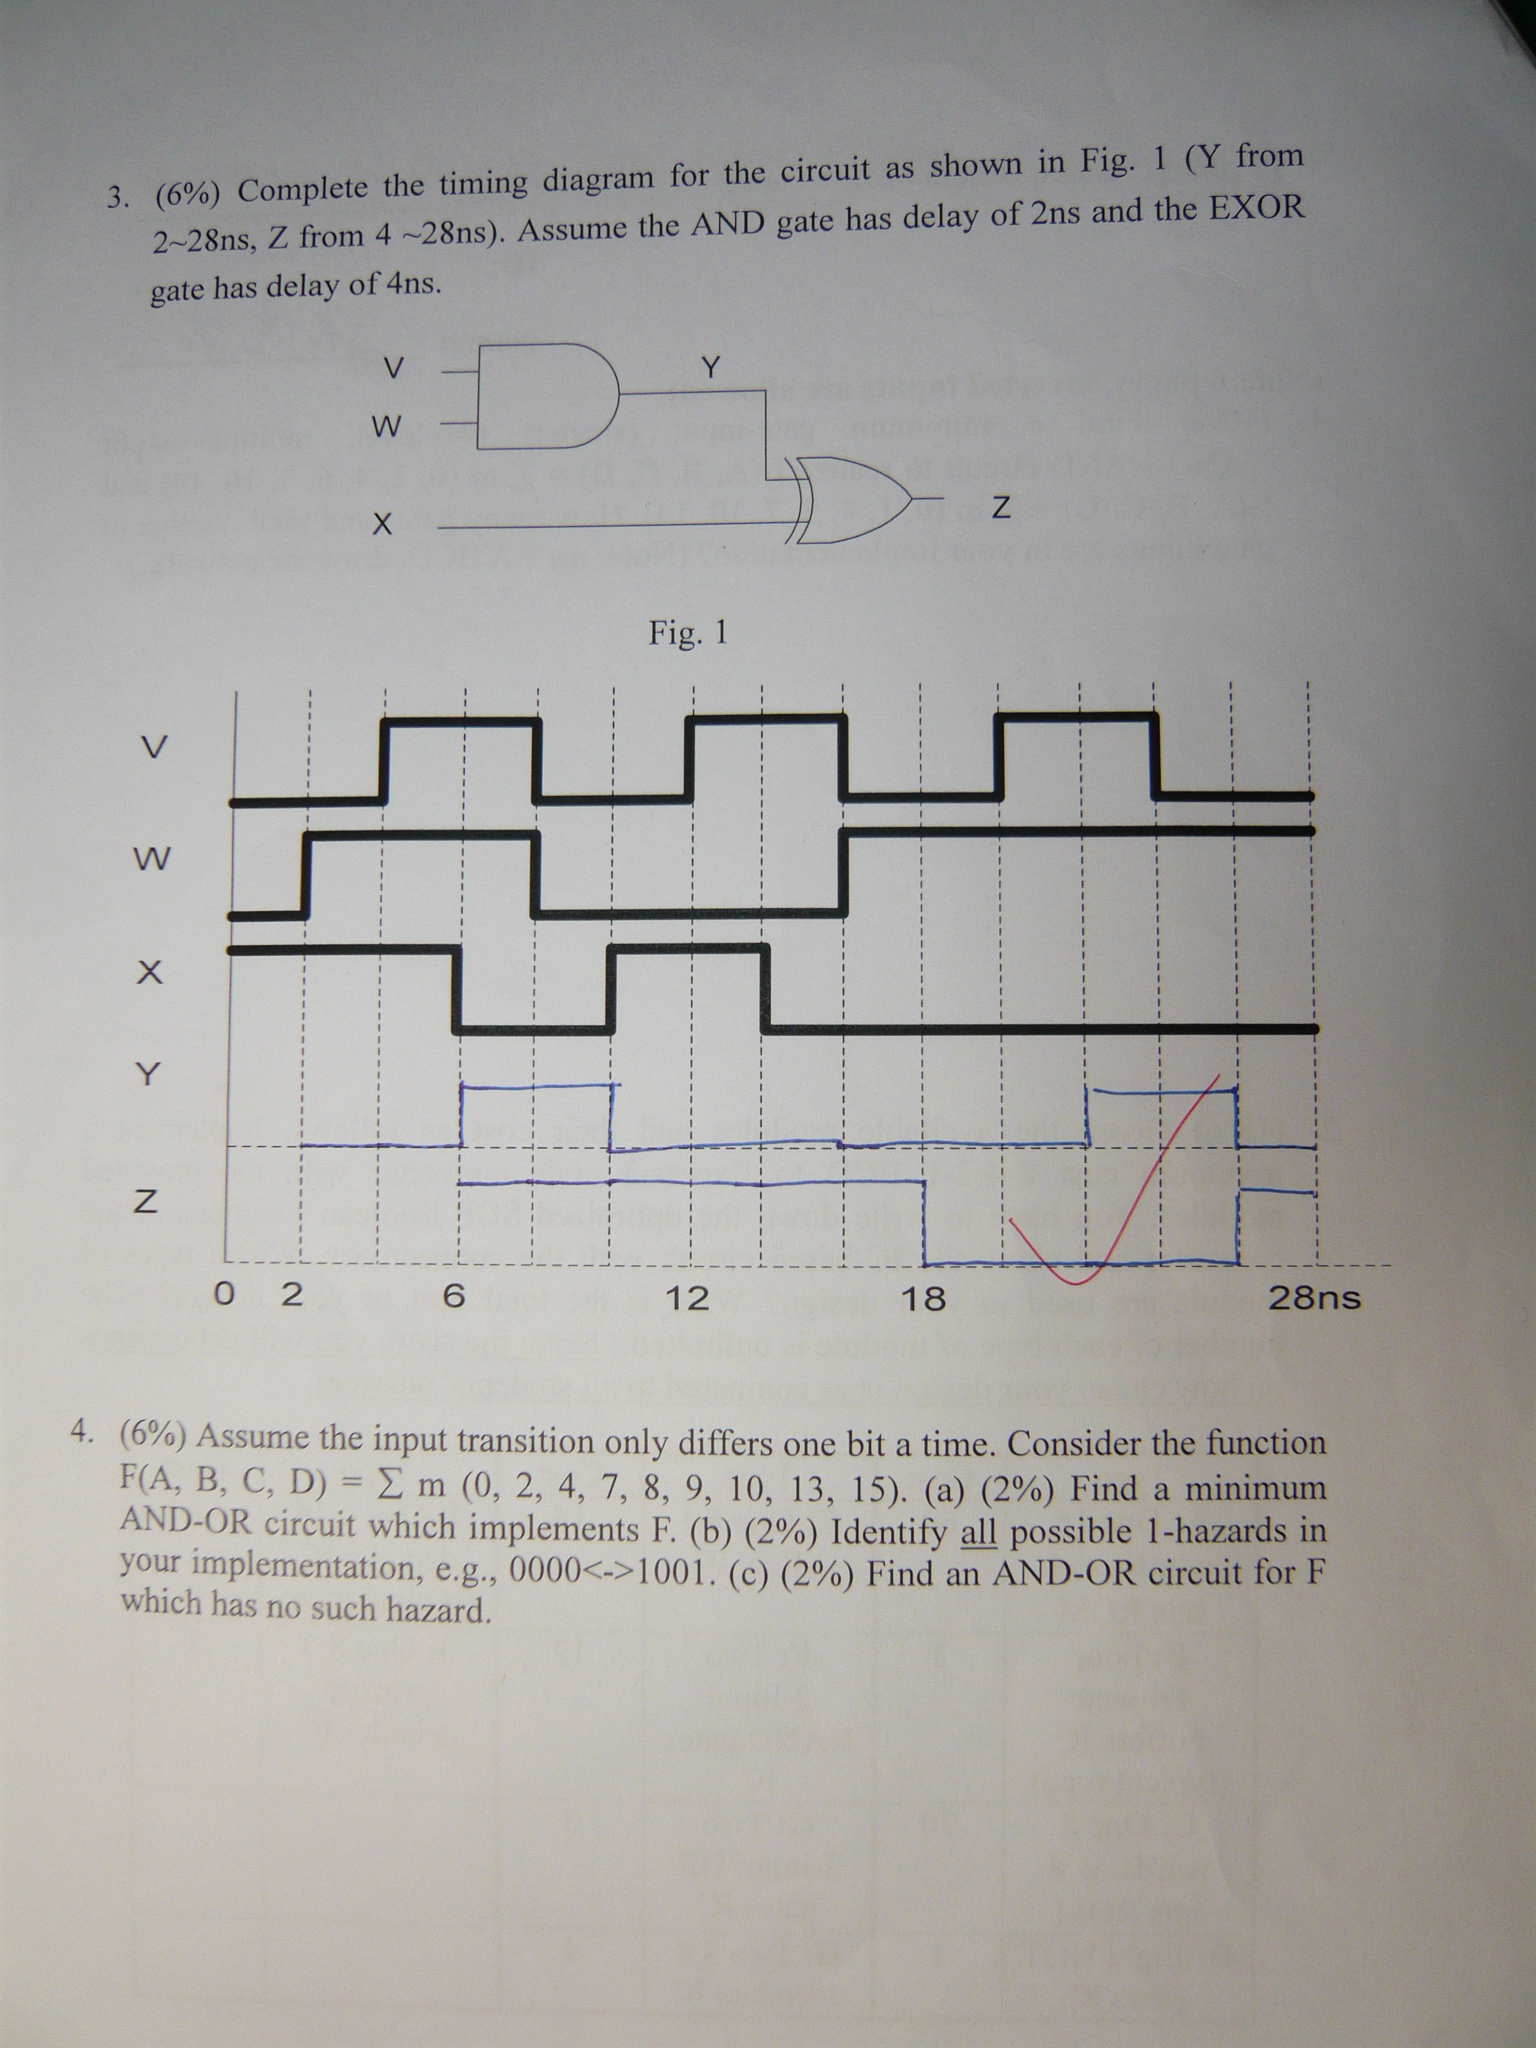 3. (6%) Complete the timing diagram for the circuit as shown in Fig. 1 (Y from
2~28ns, Z from 4 ~28ns). Assume the AND gate has delay of 2ns and the EXOR
gate has delay of 4ns.
V
Y
W
X
Z
Fig. 1
V
W
X
Y
Z
0 2 6 12 18 28ns
4. (6%) Assume the input transition only differs one bit a time. Consider the function
F(A, B, C, D) = ∑ m (0, 2, 4, 7, 8, 9, 10, 13, 15). (a) (2%) Find a minimum
AND-OR circuit which implements F. (b) (2%) Identify all possible 1-hazards in
your implementation, e.g., 0000<->1001. (c) (2%) Find an AND-OR circuit for F
which has no such hazard.